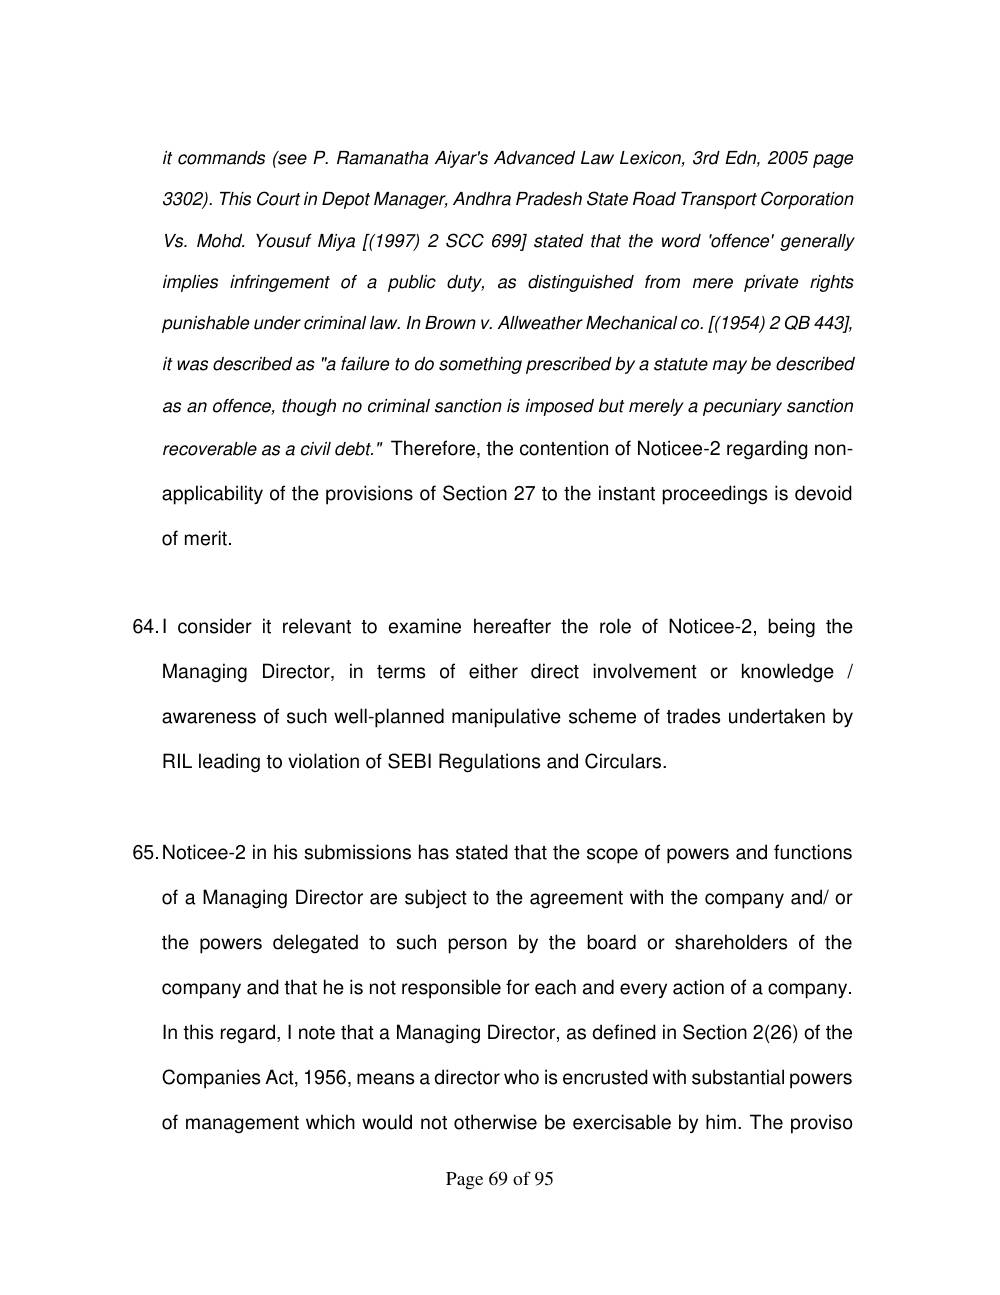 it commands (see P. Ramanatha Aiyar's Advanced Law Lexicon, 3rd Edn, 2005 page
3302). This Court in Depot Manager, Andhra Pradesh State Road Transport Corporation
Vs. Mohd. Yousuf Miya [(1997) 2 SCC 699] stated that the word 'offence' generally
implies infringement of a public duty, as distinguished from mere private rights
punishable under criminal law. In Brown v. Allweather Mechanical co. [(1954) 2 QB 443],
it was described as "a failure to do something prescribed by a statute may be described
as an offence, though no criminal sanction is imposed but merely a pecuniary sanction
recoverable as a civil debt." Therefore, the contention of Noticee-2 regarding non-
applicability of the provisions of Section 27 to the instant proceedings is devoid
of merit.
64. I consider it relevant to examine hereafter the role of Noticee-2, being the
Managing Director, in terms of either direct involvement or knowledge /
awareness of such well-planned manipulative scheme of trades undertaken by
RIL leading to violation of SEBI Regulations and Circulars.
65. Noticee-2 in his submissions has stated that the scope of powers and functions
of a Managing Director are subject to the agreement with the company and/ or
the powers delegated to such person by the board or shareholders of the
company and that he is not responsible for each and every action of a company.
In this regard, I note that a Managing Director, as defined in Section 2(26) of the
Companies Act, 1956, means a director who is encrusted with substantial powers
of management which would not otherwise be exercisable by him. The proviso
Page 69 of 95